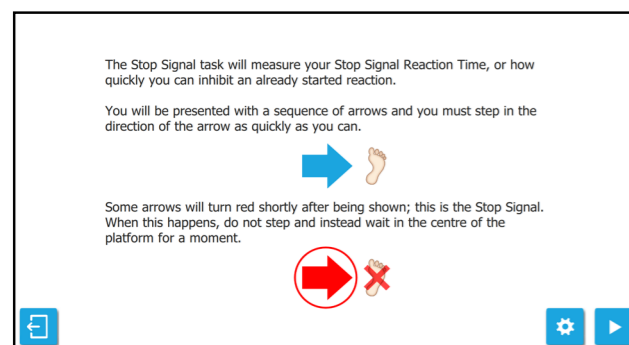 The Stop Signal task will measure your Stop Signal Reaction Time, or how
quickly you can inhibit an already started reaction.
You will be presented with a sequence of arrows and you must step in the
direction of the arrow as quickly as you can.
Some arrows will turn red shortly after being shown; this is the Stop Signal.
When this happens, do not step and instead wait in the centre of the
platform for a moment.